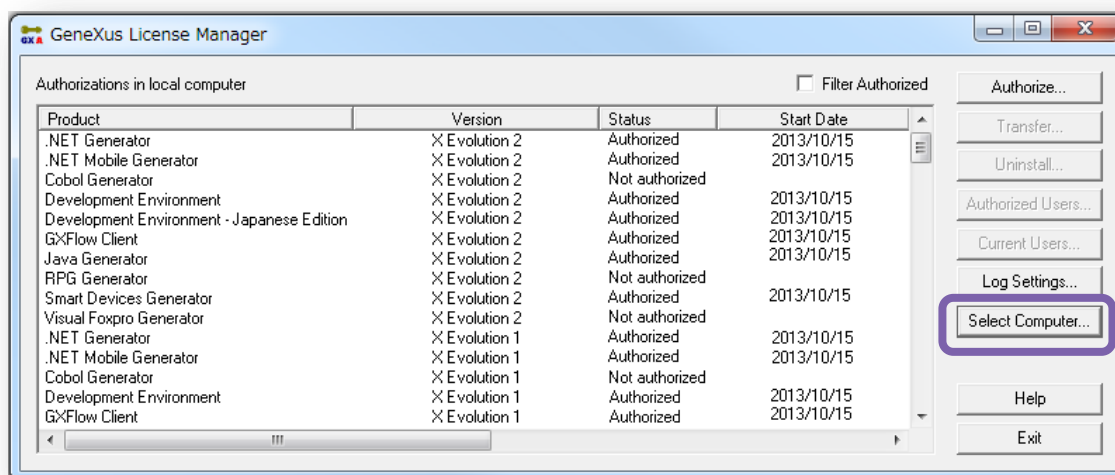 GXA GeneXus License Manager
Authorizations in local computer Filter Authorized
Product Version Status Start Date
.NET Generator X Evolution 2 Authorized 2013/10/15
.NET Mobile Generator X Evolution 2 Authorized 2013/10/15
Cobol Generator X Evolution 2 Not authorized
Development Environment X Evolution 2 Authorized 2013/10/15
Development Environment - Japanese Edition X Evolution 2 Authorized 2013/10/15
GXFlow Client X Evolution 2 Authorized 2013/10/15
Java Generator X Evolution 2 Authorized 2013/10/15
RPG Generator X Evolution 2 Not authorized
Smart Devices Generator X Evolution 2 Authorized 2013/10/15
Visual Foxpro Generator X Evolution 2 Not authorized
.NET Generator X Evolution 1 Authorized 2013/10/15
.NET Mobile Generator X Evolution 1 Authorized 2013/10/15
Cobol Generator X Evolution 1 Not authorized
Development Environment X Evolution 1 Authorized 2013/10/15
GXFlow Client X Evolution 1 Authorized 2013/10/15
Authorize...
Transfer...
Uninstall...
Authorized Users...
Current Users...
Log Settings...
Select Computer...
Help
Exit